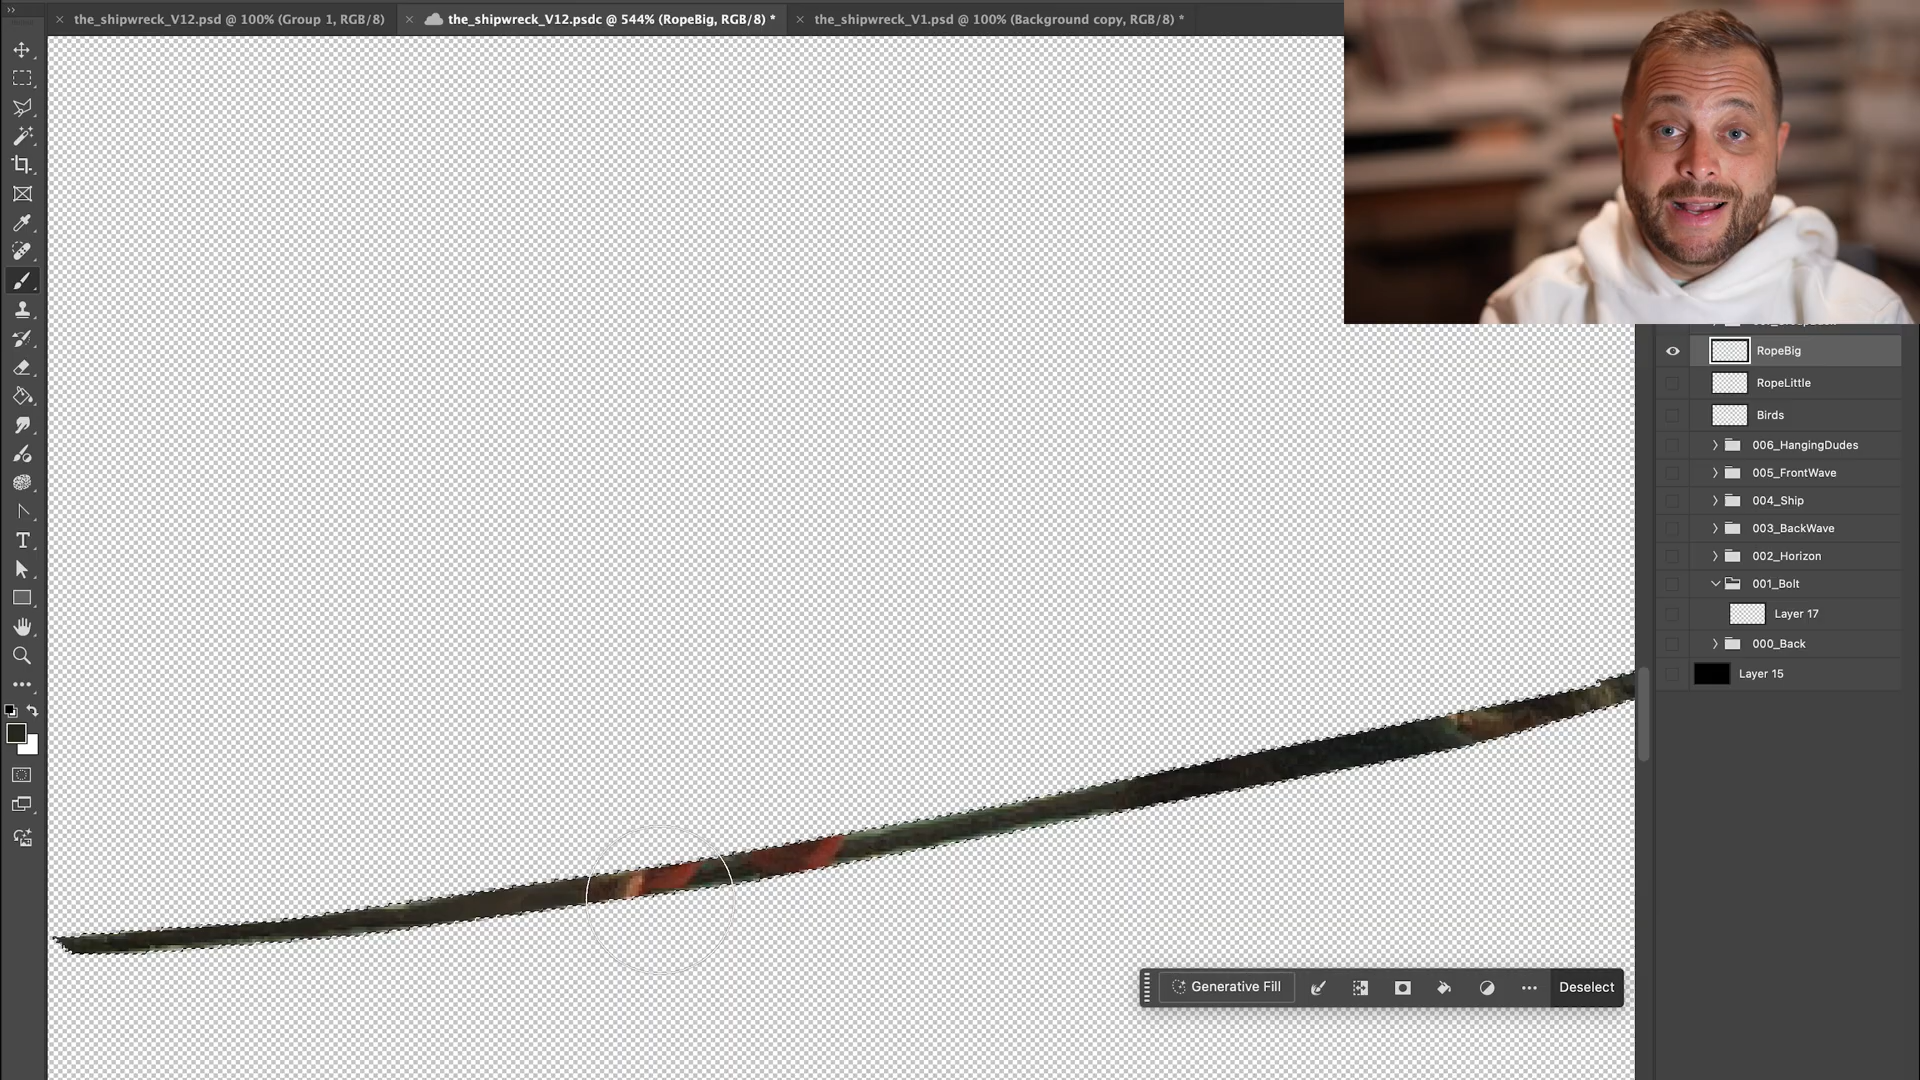 the_shipwreck_V12.psd @ 100% (Group 1, RGB/8)
the_shipwreck_V12.psdc @ 544% (RopeBig, RGB/8) *
the_shipwreck_V1.psd @ 100% (Background copy, RGB/8) *
RopeBig
RopeLittle
Birds
006_HangingDudes
005_FrontWave
004_Ship
003_BackWave
002_Horizon
001_Bolt
Layer 17
000_Back
Layer 15
Generative Fill
Deselect